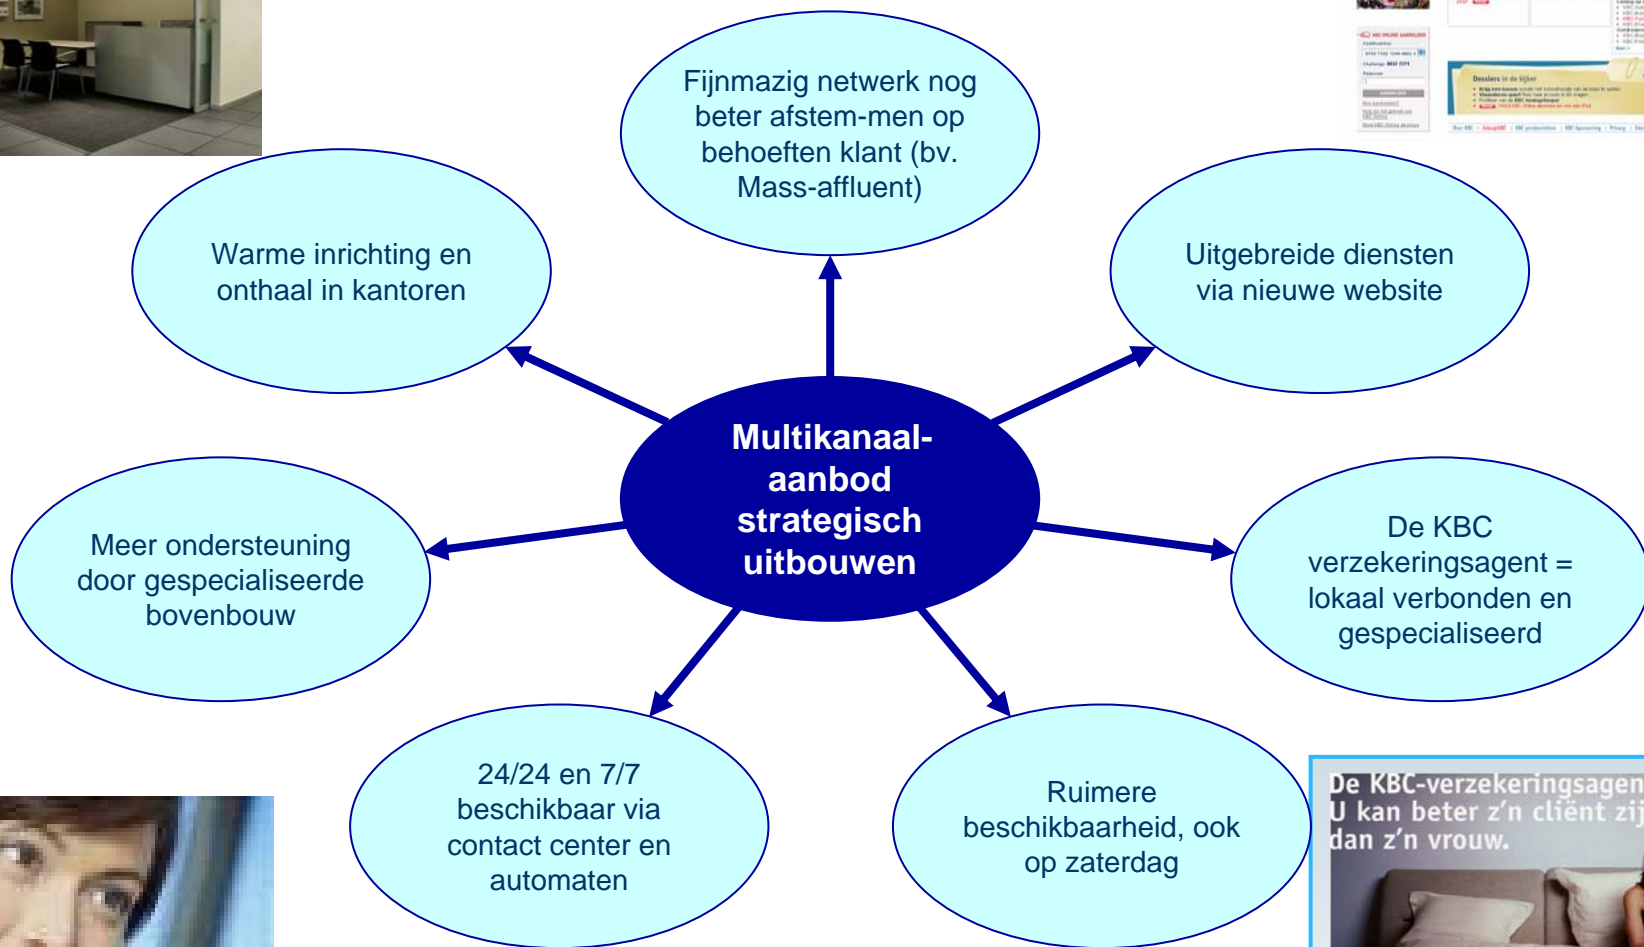 Fijnmazig netwerk nog
beter afstem-men op
behoeften klant (bv.
Mass-affluent)
Warme inrichting en
onthaal in kantoren
Uitgebreide diensten
via nieuwe website
Multikanaal-
aanbod
strategisch
uitbouwen
Meer ondersteuning
door gespecialiseerde
bovenbouw
De KBC
verzekeringsagent =
lokaal verbonden en
gespecialiseerd
24/24 en 7/7
beschikbaar via
contact center en
automaten
Ruimere
beschikbaarheid, ook
op zaterdag
De KBC-verzekeringsagen
U kan beter z'n cliënt zij
dan z'n vrouw.
KBC ONLINE AANMELDEN
Dossiers in de kijker